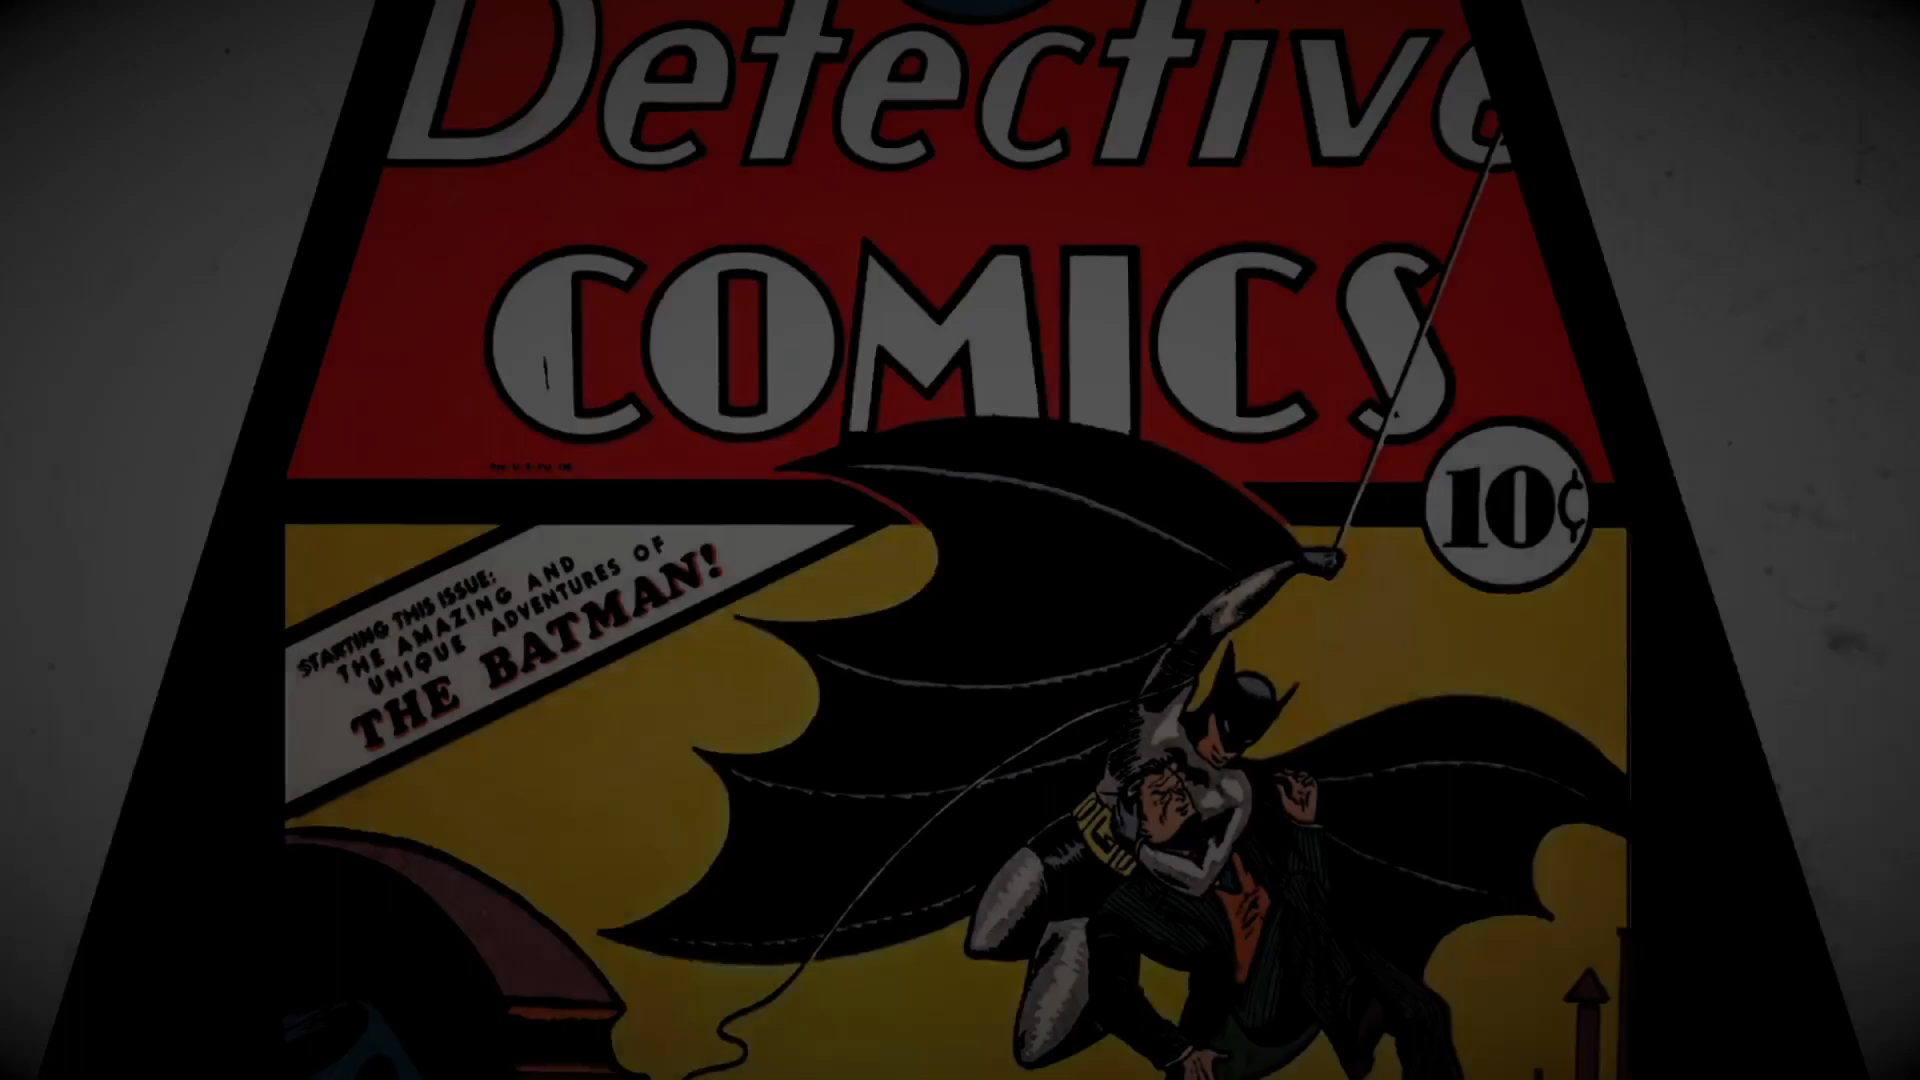 Detective
COMICS
10¢
STARTING THIS ISSUE:
THE AMAZING AND
UNIQUE ADVENTURES OF
THE BATMAN!